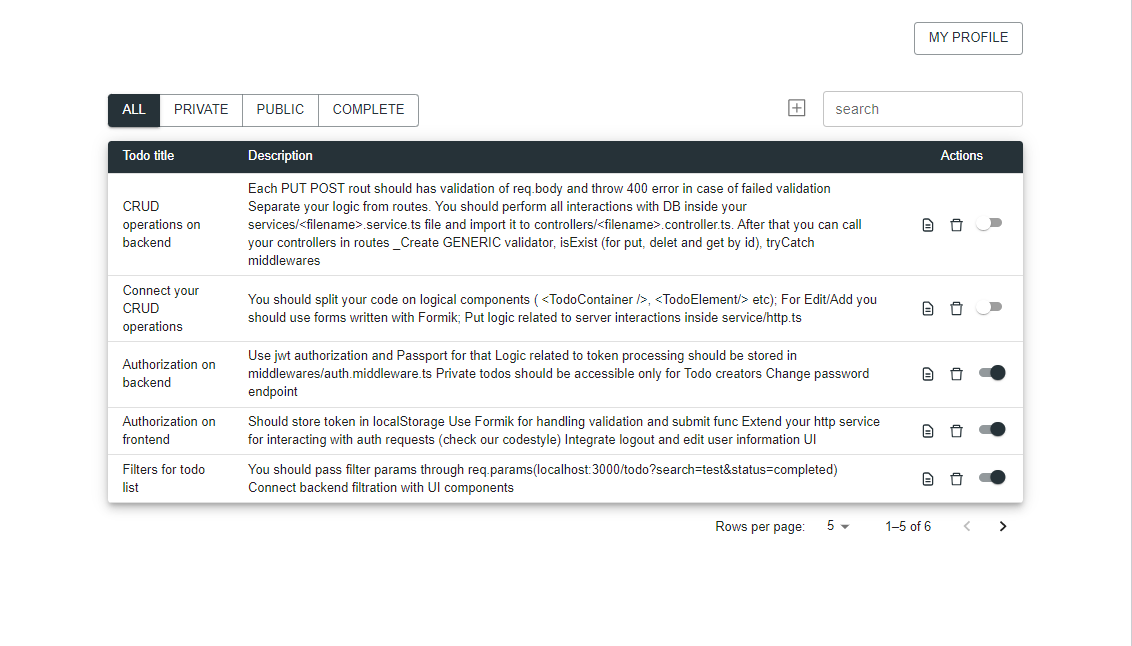 MY PROFILE
ALL PRIVATE PUBLIC COMPLETE search
Todo title Description Actions
CRUD operations on backend
Each PUT POST rout should has validation of req.body and throw 400 error in case of failed validation
Separate your logic from routes. You should perform all interactions with DB inside your
services/<filename>.service.ts file and import it to controllers/<filename>.controller.ts. After that you can call
your controllers in routes _Create GENERIC validator, isExist (for put, delet and get by id), tryCatch
middlewares
Connect your
CRUD
operations
You should split your code on logical components ( <TodoContainer />, <TodoElement/> etc); For Edit/Add you
should use forms written with Formik; Put logic related to server interactions inside service/http.ts
Authorization on
backend
Use jwt authorization and Passport for that Logic related to token processing should be stored in
middlewares/auth.middleware.ts Private todos should be accessible only for Todo creators Change password
endpoint
Authorization on
frontend
Should store token in localStorage Use Formik for handling validation and submit func Extend your http service
for interacting with auth requests (check our codestyle) Integrate logout and edit user information UI
Filters for todo
list
You should pass filter params through req.params(localhost:3000/todo?search=test&status=completed)
Connect backend filtration with UI components
Rows per page: 5 1–5 of 6